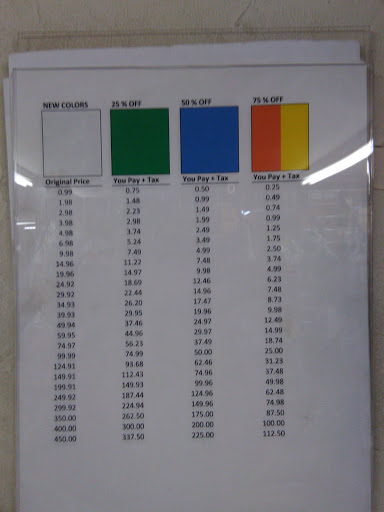 NEW COLORS 25 % OFF 50 % OFF 75 % OFF
Original Price You Pay + Tax You Pay + Tax You Pay + Tax
0.99 0.75 0.50 0.25
1.98 1.48 0.99 0.49
2.98 2.23 1.49 0.74
3.98 2.98 1.99 0.99
4.98 3.74 2.49 1.25
6.98 5.24 3.49 1.75
9.98 7.49 4.99 2.50
14.96 11.22 7.48 3.74
19.96 14.97 9.98 4.99
24.92 18.69 12.46 6.23
29.92 22.44 14.96 7.48
34.93 26.20 17.47 8.73
39.93 29.95 19.96 9.98
49.94 37.46 24.97 12.49
59.95 44.96 29.97 14.99
74.97 56.23 37.49 18.74
99.99 74.99 50.00 25.00
124.91 93.68 62.46 31.23
149.91 112.43 74.96 37.48
199.91 149.93 99.96 49.98
249.92 187.44 124.96 62.48
299.92 224.94 149.96 74.98
350.00 262.50 175.00 87.50
400.00 300.00 200.00 100.00
450.00 337.50 225.00 112.50